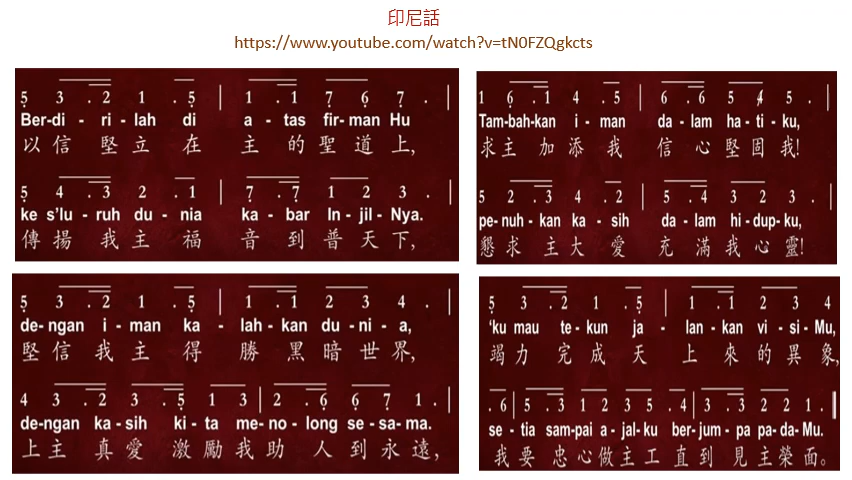 印尼話
https://www.youtube.com/watch?v=tN0FZQgkcts
5 3 . 2 1 . 5 | 1 . 1 7 6 7 . |
Ber-di - ri-lah di a - tas fir-man Hu
以信 堅立 在 主 的聖道上,
5 4 . 3 2 . 1 | 7 . 7 1 2 3 . |
ke s'lu - ruh du - nia ka - bar In - jil - Nya.
傳揚 我主 福 音到普天下,
5 3 . 2 1 . 5 | 1 . 1 2 3 4 . |
de-ngan i - man ka - lah-kan du - ni - a,
堅信 我主 得 勝黑暗世界,
4 3 . 2 3 . 5 1 3 | 2 . 6 6 7 1 . |
de-ngan ka-sih ki - ta me-no - long se-sa-ma.
上主 真愛 激勵我助 人到永遠,
1 6 . 1 4 . 5 | 6 . 6 5 4 5 . |
Tam-bah-kan i - man da - lam ha - ti - ku,
求主 加添 我 信 心堅固我!
5 2 . 3 4 . 2 | 5 . 4 3 2 3 . |
pe-nuh - kan ka - sih da - lam hi-dup-ku,
懇求 主大 愛 充 滿我心靈!
5 3 . 2 1 . 5 | 1 . 1 2 3 4
'ku mau te - kun ja - lan - kan vi - si-Mu,
竭力 完成 天 上 來的異象,
. 6 | 5 . 3 1 2 3 5 . 4 | 3 . 3 2 2 1 . |
se - tia sam-pai a-jal-ku ber-jum - pa pa-da-Mu.
我要 忠心做主工 直到 見主榮面。